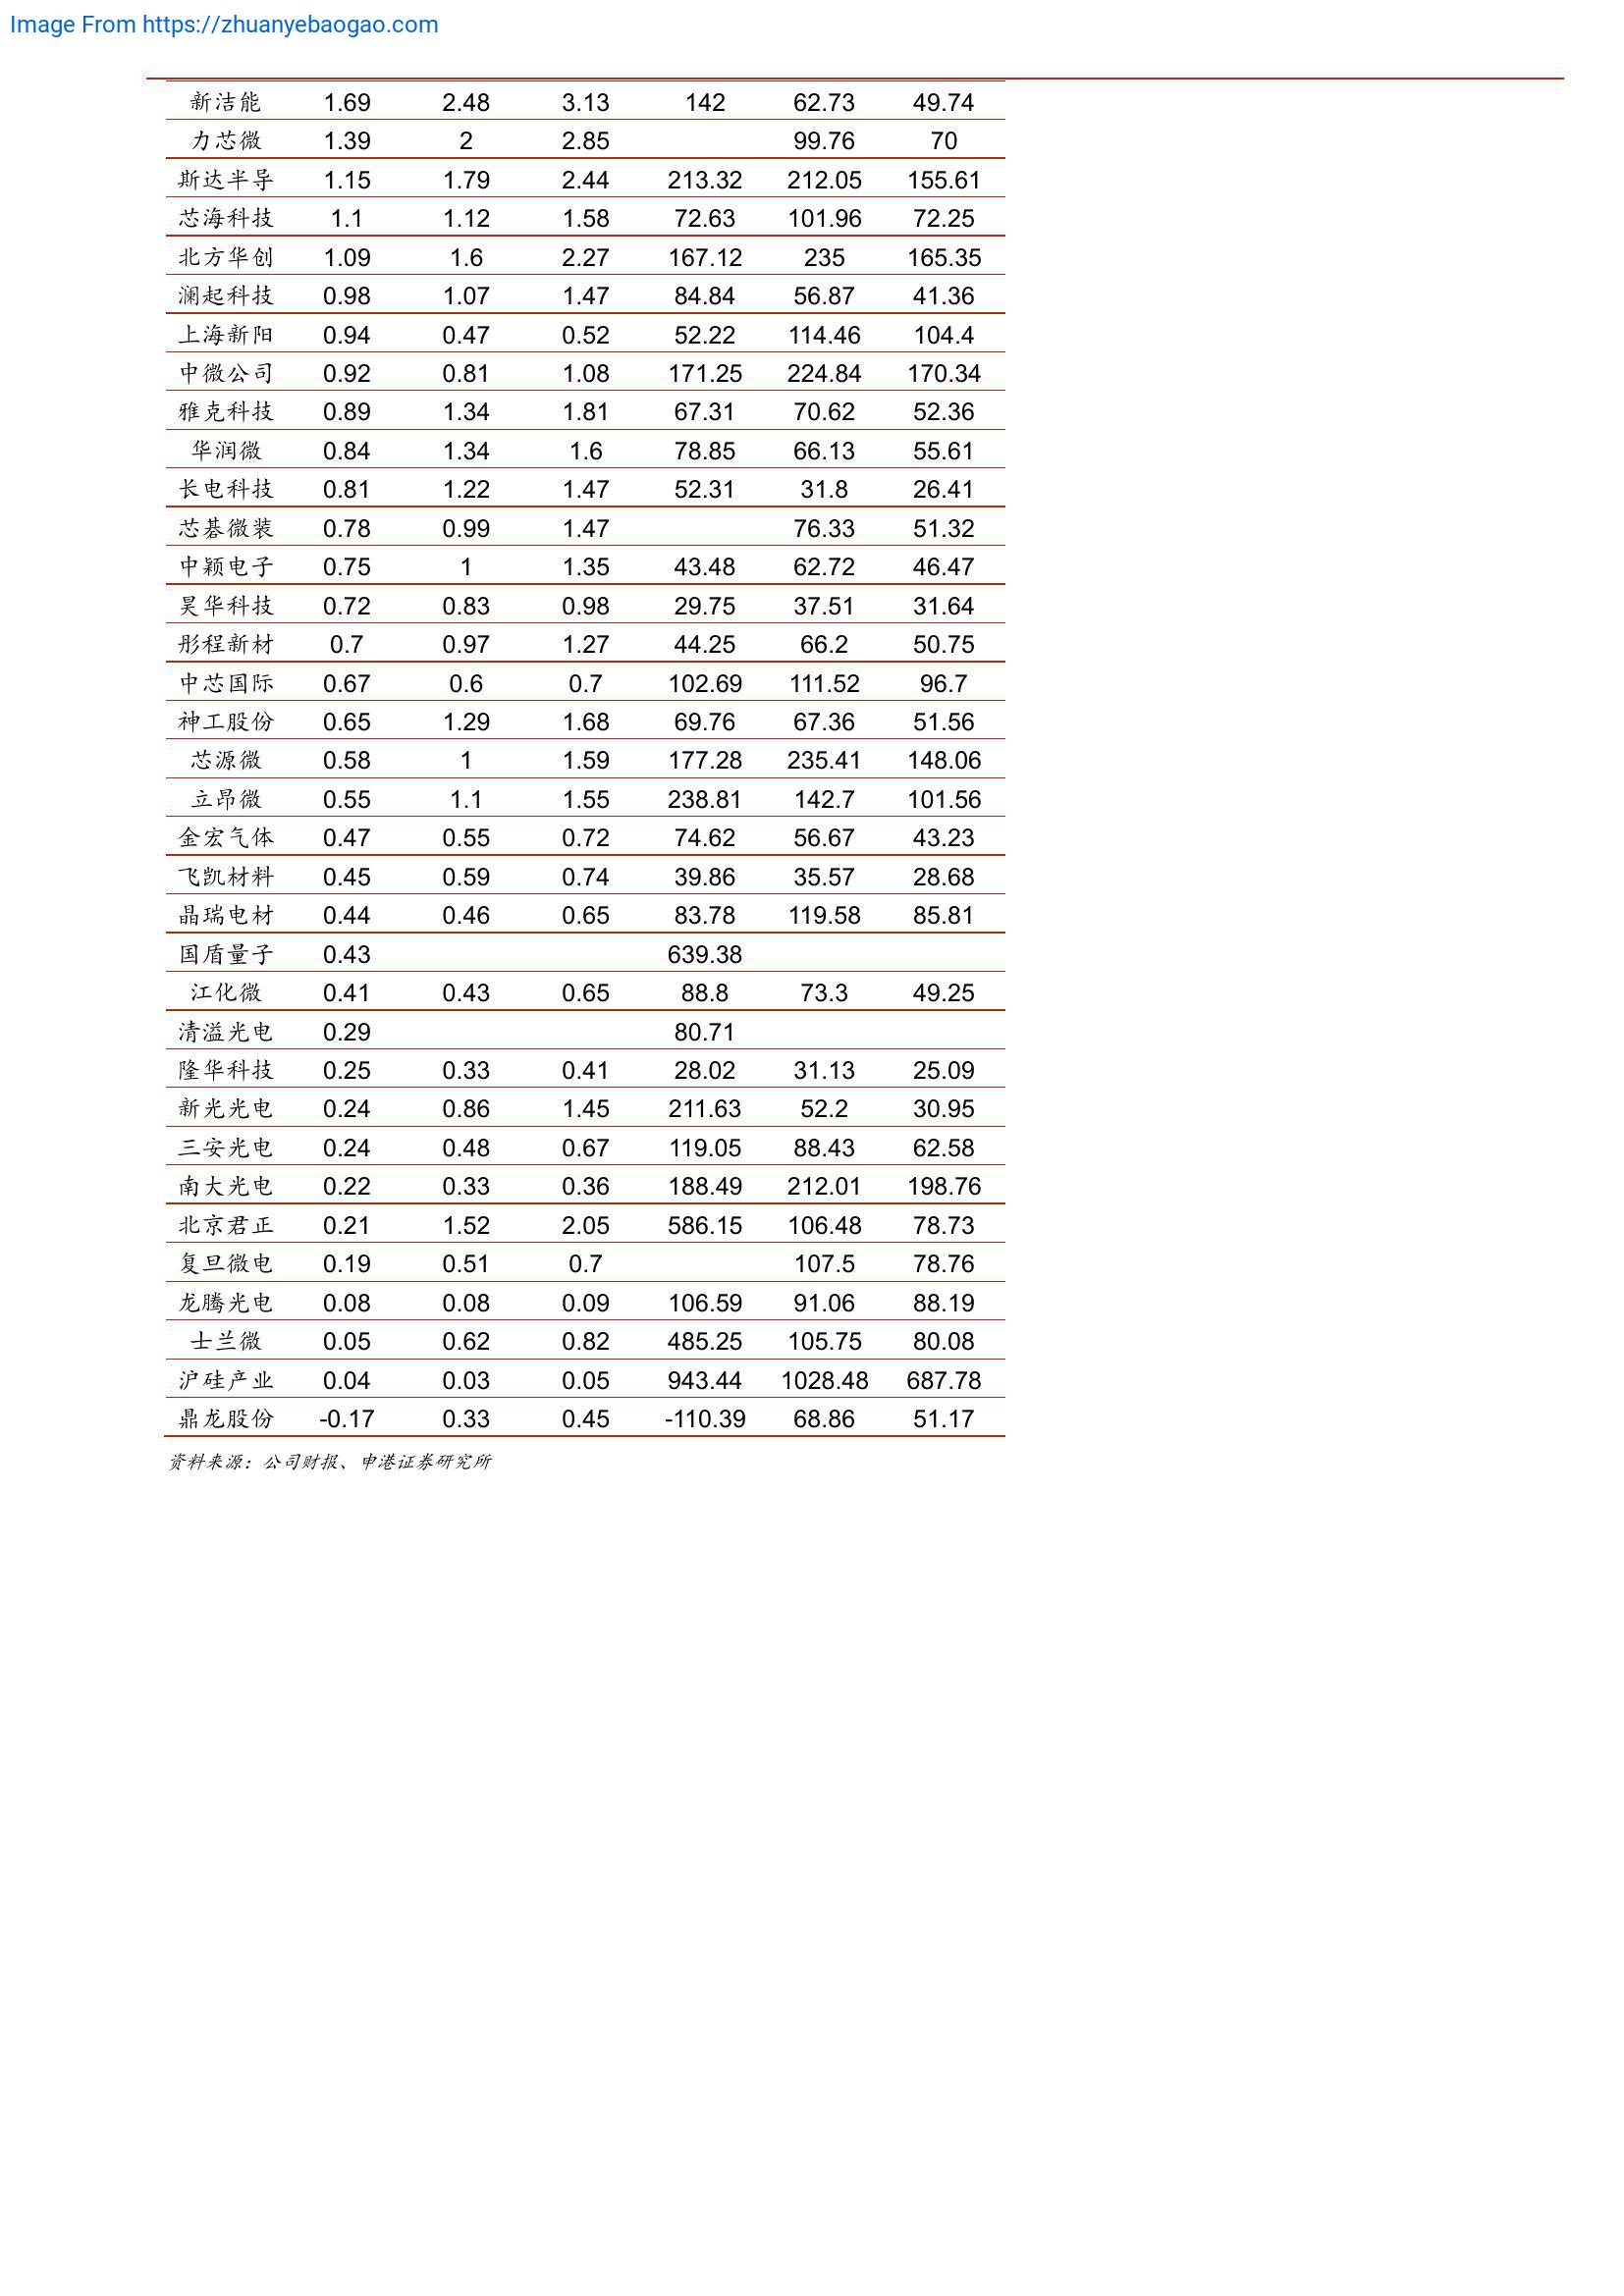 Image From https://zhuanyebaogao.com
新洁能 1.69 2.48 3.13 142 62.73 49.74
力芯微 1.39 2 2.85 99.76 70
斯达半导 1.15 1.79 2.44 213.32 212.05 155.61
芯海科技 1.1 1.12 1.58 72.63 101.96 72.25
北方华创 1.09 1.6 2.27 167.12 235 165.35
澜起科技 0.98 1.07 1.47 84.84 56.87 41.36
上海新阳 0.94 0.47 0.52 52.22 114.46 104.4
中微公司 0.92 0.81 1.08 171.25 224.84 170.34
雅克科技 0.89 1.34 1.81 67.31 70.62 52.36
华润微 0.84 1.34 1.6 78.85 66.13 55.61
长电科技 0.81 1.22 1.47 52.31 31.8 26.41
芯碁微装 0.78 0.99 1.47 76.33 51.32
中颖电子 0.75 1 1.35 43.48 62.72 46.47
昊华科技 0.72 0.83 0.98 29.75 37.51 31.64
彤程新材 0.7 0.97 1.27 44.25 66.2 50.75
中芯国际 0.67 0.6 0.7 102.69 111.52 96.7
神工股份 0.65 1.29 1.68 69.76 67.36 51.56
芯源微 0.58 1 1.59 177.28 235.41 148.06
立昂微 0.55 1.1 1.55 238.81 142.7 101.56
金宏气体 0.47 0.55 0.72 74.62 56.67 43.23
飞凯材料 0.45 0.59 0.74 39.86 35.57 28.68
晶瑞电材 0.44 0.46 0.65 83.78 119.58 85.81
国盾量子 0.43 639.38
江化微 0.41 0.43 0.65 88.8 73.3 49.25
清溢光电 0.29 80.71
隆华科技 0.25 0.33 0.41 28.02 31.13 25.09
新光光电 0.24 0.86 1.45 211.63 52.2 30.95
三安光电 0.24 0.48 0.67 119.05 88.43 62.58
南大光电 0.22 0.33 0.36 188.49 212.01 198.76
北京君正 0.21 1.52 2.05 586.15 106.48 78.73
复旦微电 0.19 0.51 0.7 107.5 78.76
龙腾光电 0.08 0.08 0.09 106.59 91.06 88.19
士兰微 0.05 0.62 0.82 485.25 105.75 80.08
沪硅产业 0.04 0.03 0.05 943.44 1028.48 687.78
鼎龙股份 -0.17 0.33 0.45 -110.39 68.86 51.17
资料来源：公司财报、申港证券研究所